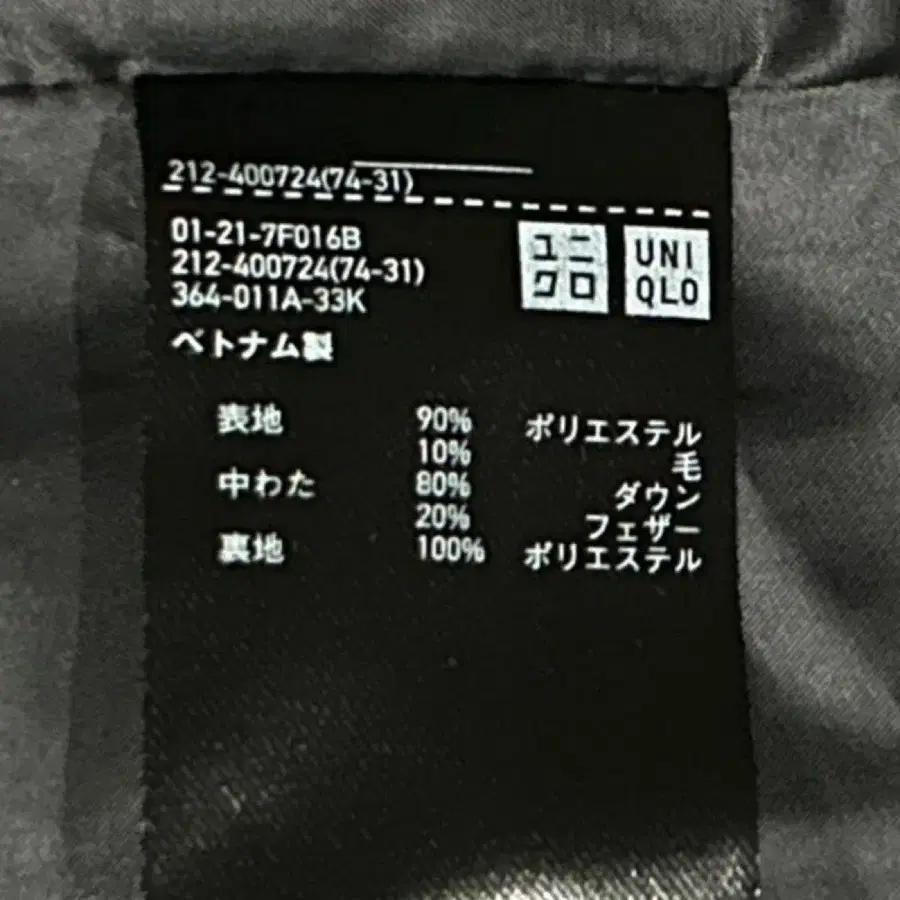 212-400724(74-31)
01-21-7F016B
212-400724(74-31)
364-011A-33K
ベトナム製
ユニ
クロ
UNI
QLO
表地 90% ポリエステル
10% 毛
中わた 80% ダウン
20% フェザー
裏地 100% ポリエステル